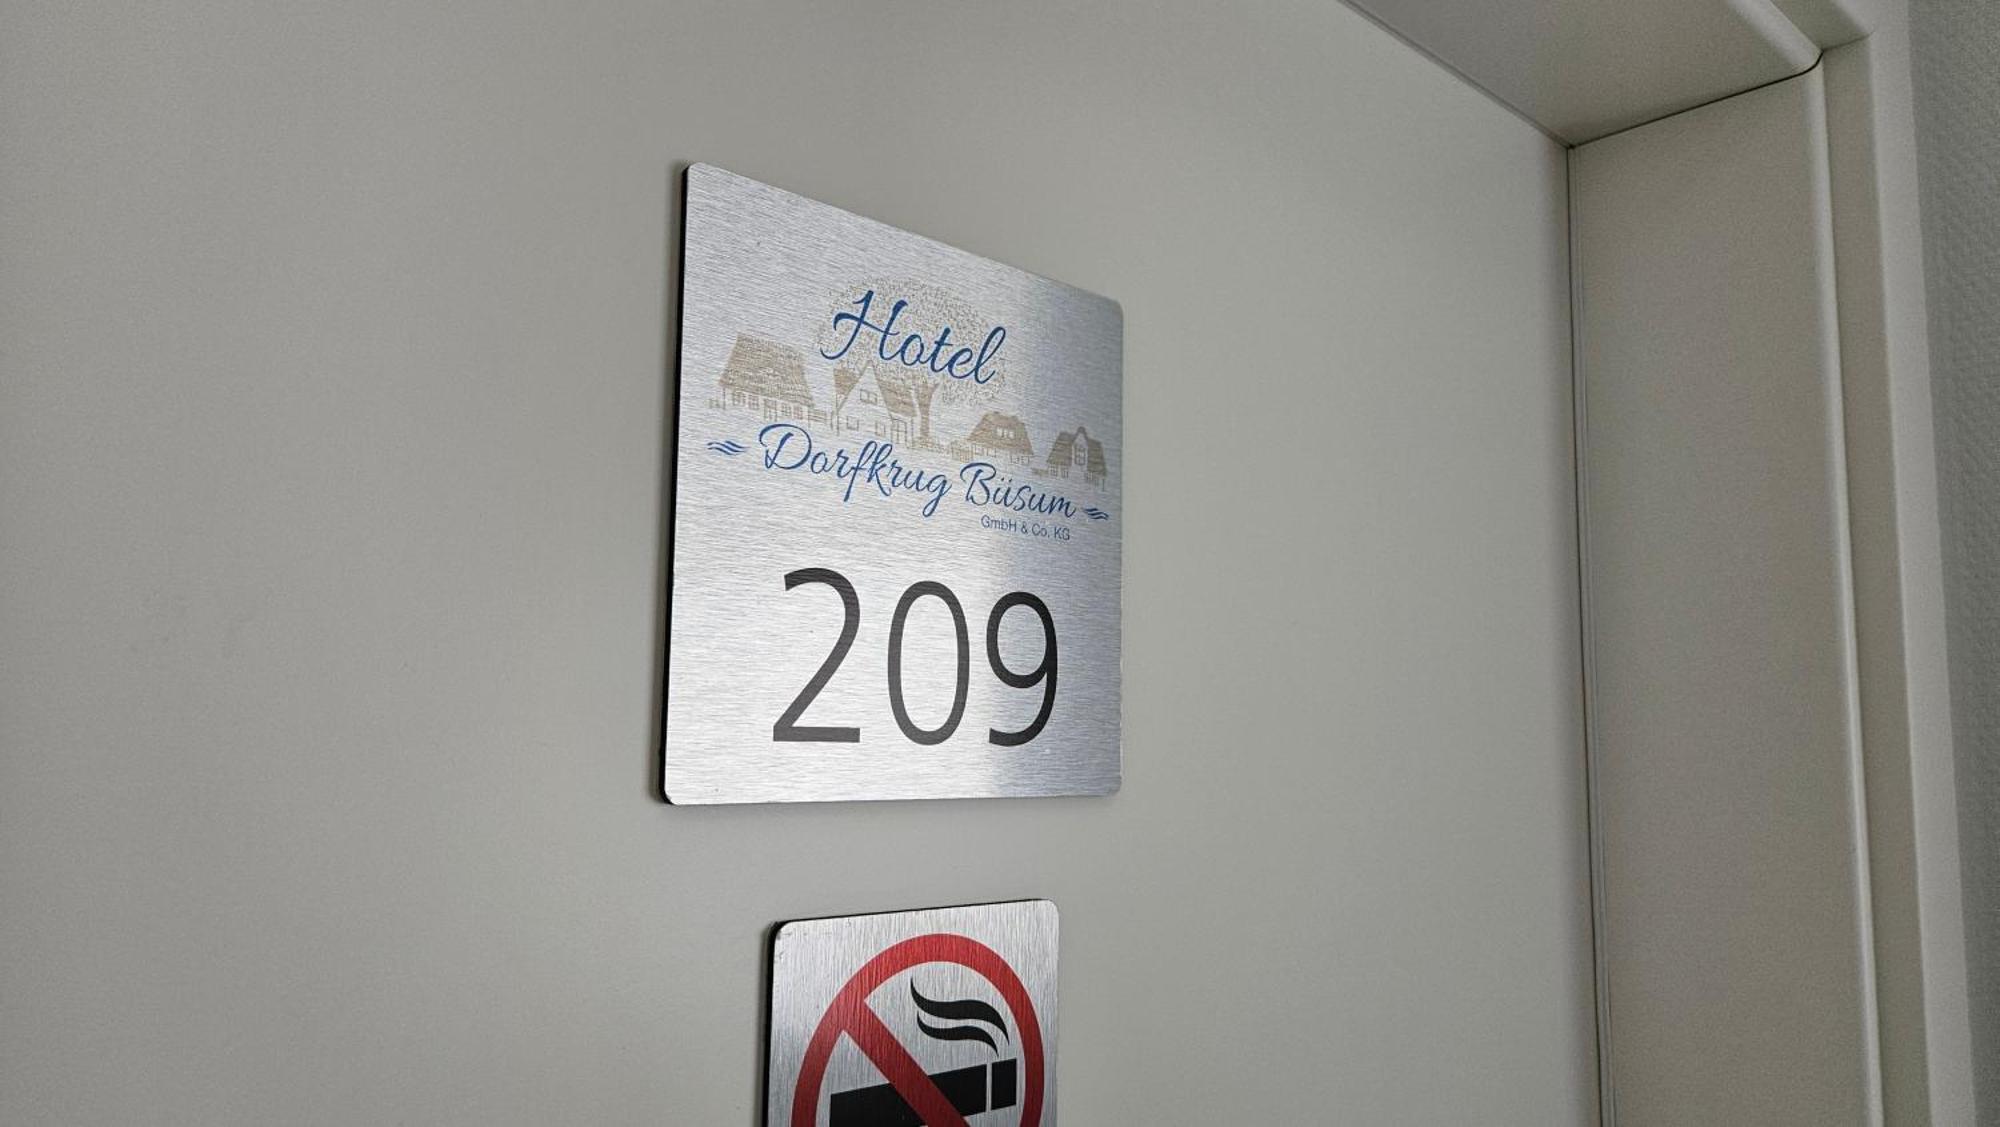 Hotel
Dorfkrug Büsum
GmbH & Co. KG
209